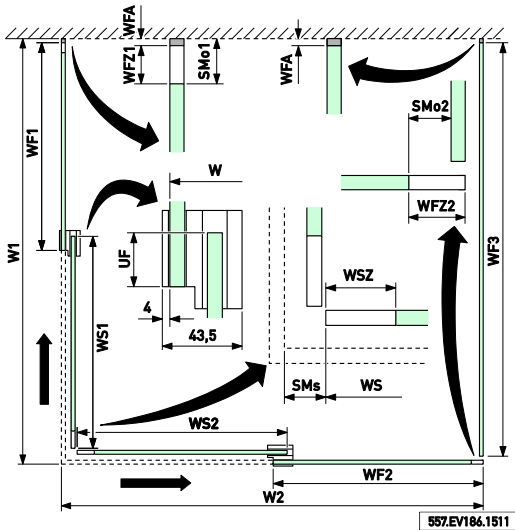 WFA
WFZ1
SMo1
WFA
SMo2
WF1
W
WFZ2
W1
UF
WF3
WSZ
4
WS1
43,5
SMs
WS
WS2
WF2
W2
557.EV186.1511